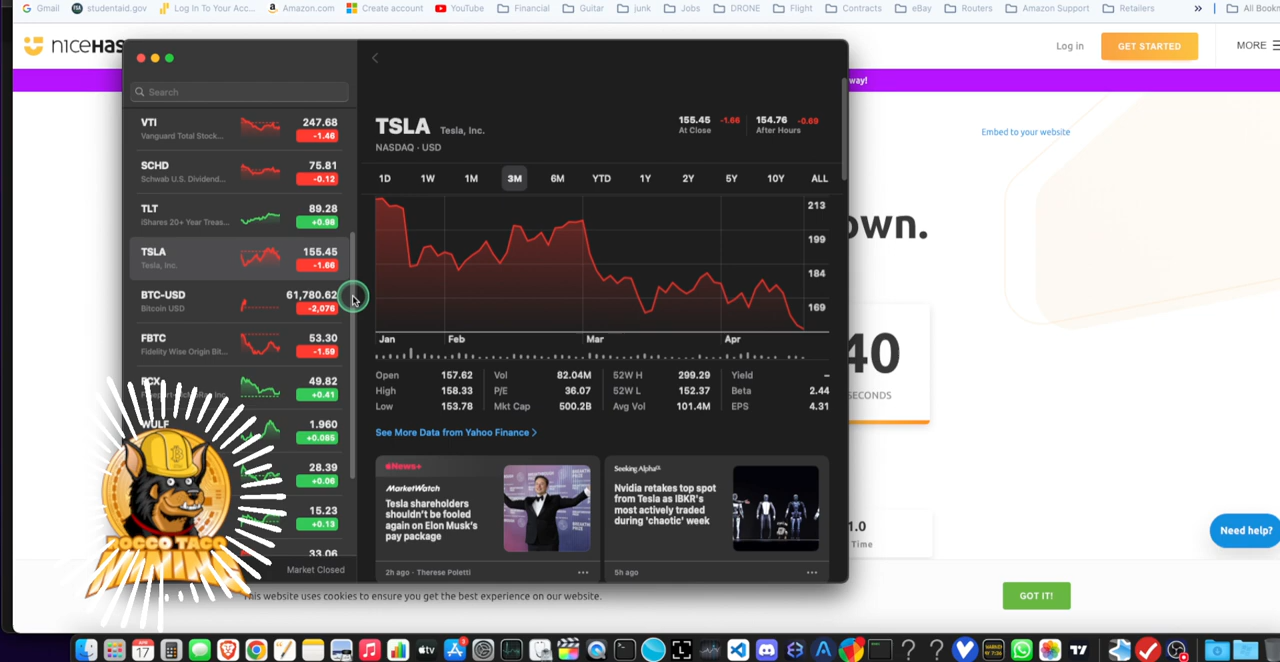 Gmail studentaid.gov Log In To Your Acc... Amazon.com Create account YouTube Financial Guitar junk Jobs DRONE Flight Contracts eBay Routers Amazon Support Retailers » All Bookm
niceHAS
Log in GET STARTED MORE
way!
Search
VTI 247.68
Vanguard Total Stock... -1.46
SCHD 75.81
Schwab U.S. Dividend... -0.12
TLT 89.28
iShares 20+ Year Treas... +0.98
TSLA 155.45
Tesla, Inc. -1.66
BTC-USD 61,780.62
Bitcoin USD -2,076
FBTC 53.30
Fidelity Wise Origin Bit... -1.59
FCX 49.82
+0.41
WULF 1.960
+0.085
28.39
+0.06
15.23
+0.13
33.06
Market Closed
TSLA Tesla, Inc.
NASDAQ · USD
155.45 -1.66 154.76 -0.69
At Close After Hours
1D 1W 1M 3M 6M YTD 1Y 2Y 5Y 10Y ALL
213
199
184
169
Jan Feb Mar Apr
Open 157.62 Vol 82.04M 52W H 299.29 Yield –
High 158.33 P/E 36.07 52W L 152.37 Beta 2.44
Low 153.78 Mkt Cap 500.2B Avg Vol 101.4M EPS 4.31
See More Data from Yahoo Finance >
News+
MarketWatch
Tesla shareholders
shouldn't be fooled
again on Elon Musk's
pay package
2h ago · Therese Poletti ...
Seeking Alpha
Nvidia retakes top spot
from Tesla as IBKR's
most actively traded
during 'chaotic' week
5h ago ...
Embed to your website
own.
40
ECONDS
1.0
Time
Need help?
This website uses cookies to ensure you get the best experience on our website.
GOT IT!
ROCCO TACO
MINING
17